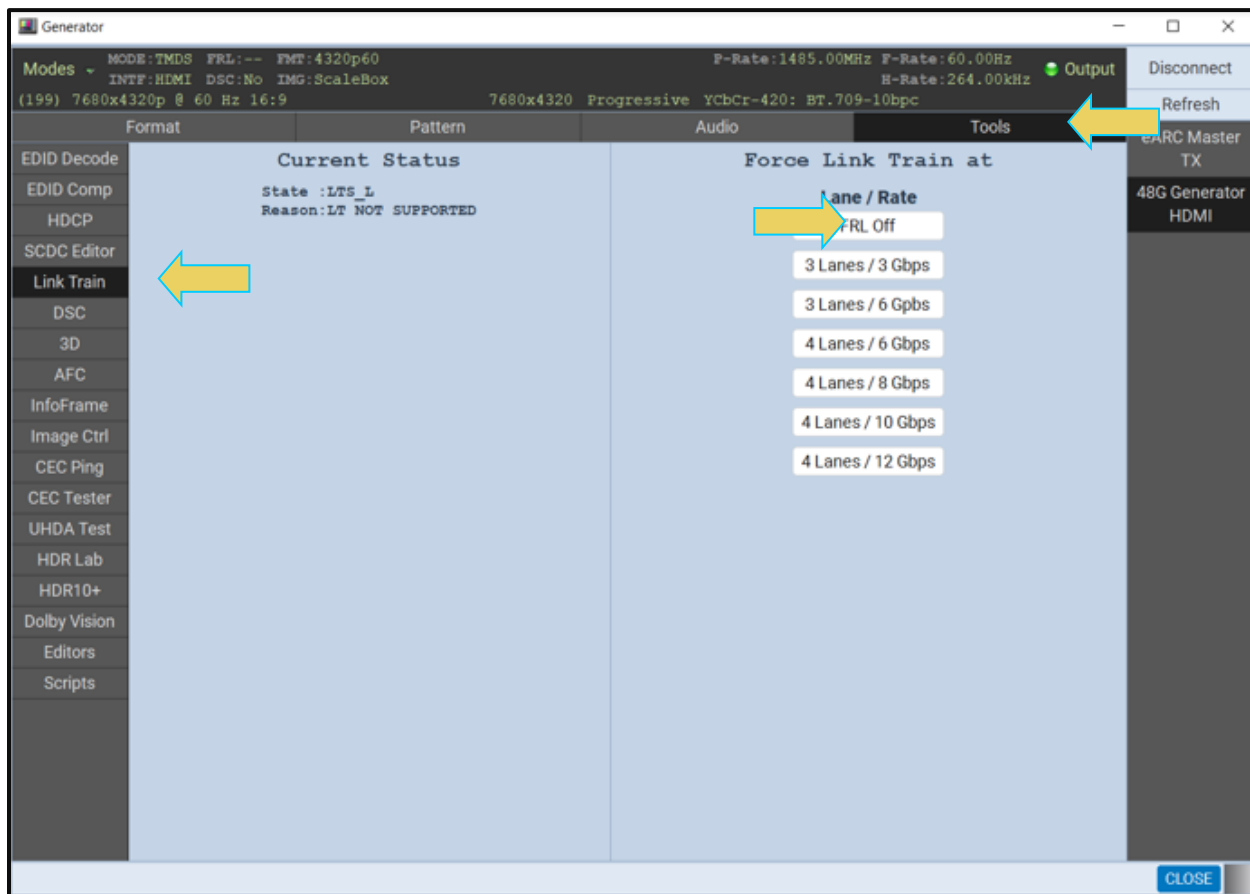 Generator
Modes
MODE:TMDS FRL:-- FMT:4320p60
INTF:HDMI DSC:No IMG:ScaleBox
P-Rate:1485.00MHz F-Rate:60.00Hz
H-Rate:264.00kHz
Output
(199) 7680x4320p @ 60 Hz 16:9 7680x4320 Progressive YCbCr-420: BT.709-10bpc
Disconnect
Refresh
Format Pattern Audio Tools
eARC Master
TX
48G Generator
HDMI
EDID Decode
EDID Comp
HDCP
SCDC Editor
Link Train
DSC
3D
AFC
InfoFrame
Image Ctrl
CEC Ping
CEC Tester
UHDA Test
HDR Lab
HDR10+
Dolby Vision
Editors
Scripts
Current Status
State :LTS_L
Reason:LT NOT SUPPORTED
Force Link Train at
Lane / Rate
FRL Off
3 Lanes / 3 Gbps
3 Lanes / 6 Gpbs
4 Lanes / 6 Gbps
4 Lanes / 8 Gbps
4 Lanes / 10 Gbps
4 Lanes / 12 Gbps
CLOSE